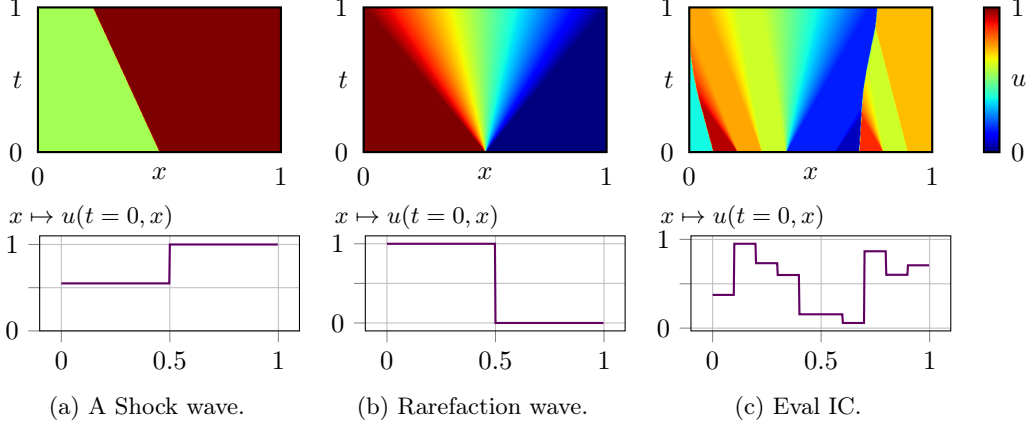 1
t
0
0
x
1
1
t
0
0
x
1
1
t
0
0
x
1
1
u
0
x ↦ u(t = 0, x)
1
0
0
0.5
1
x ↦ u(t = 0, x)
1
0
0
0.5
1
x ↦ u(t = 0, x)
1
0
0
0.5
1
(a) A Shock wave.
(b) Rarefaction wave.
(c) Eval IC.